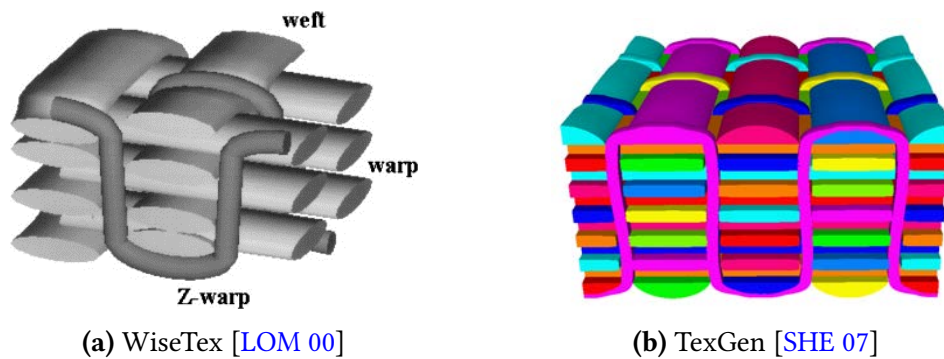 weft
warp
Z-warp
(a) WiseTex [LOM 00]
(b) TexGen [SHE 07]